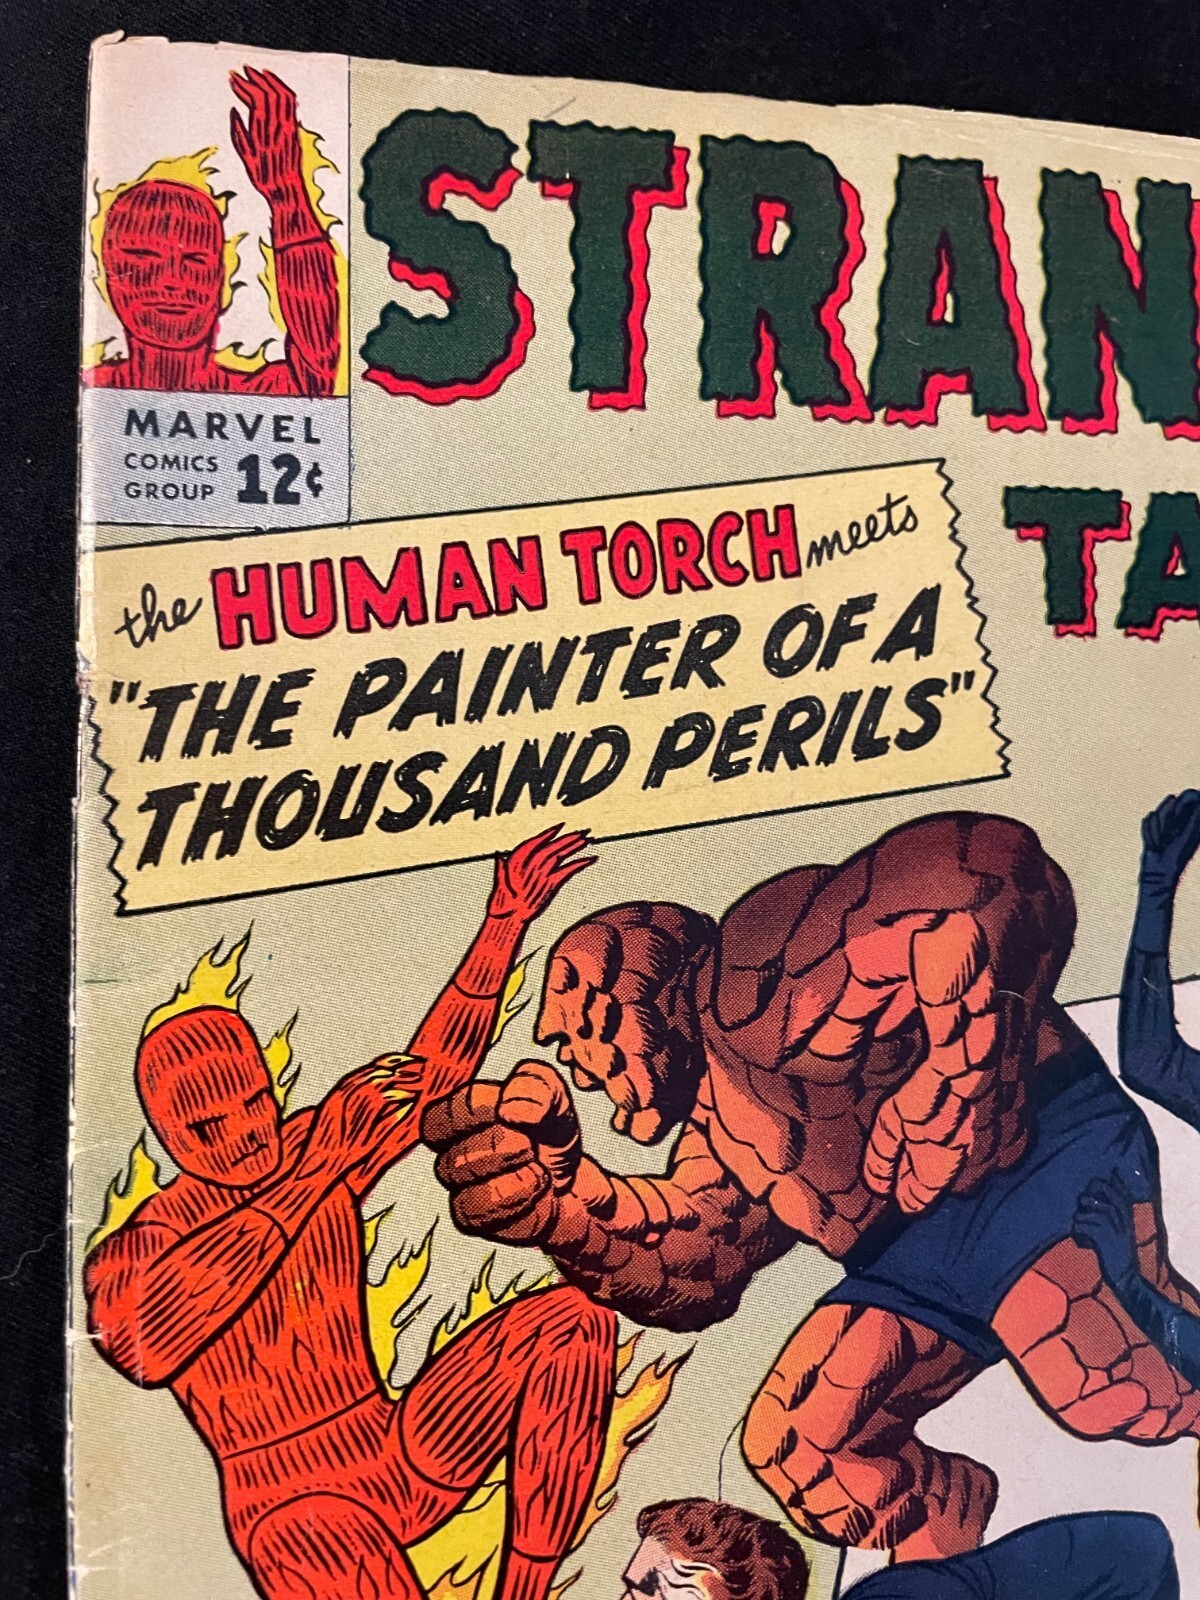 STRAN
TA
MARVEL
COMICS
GROUP 12¢
the HUMAN TORCH meets
"THE PAINTER OF A
THOUSAND PERILS"